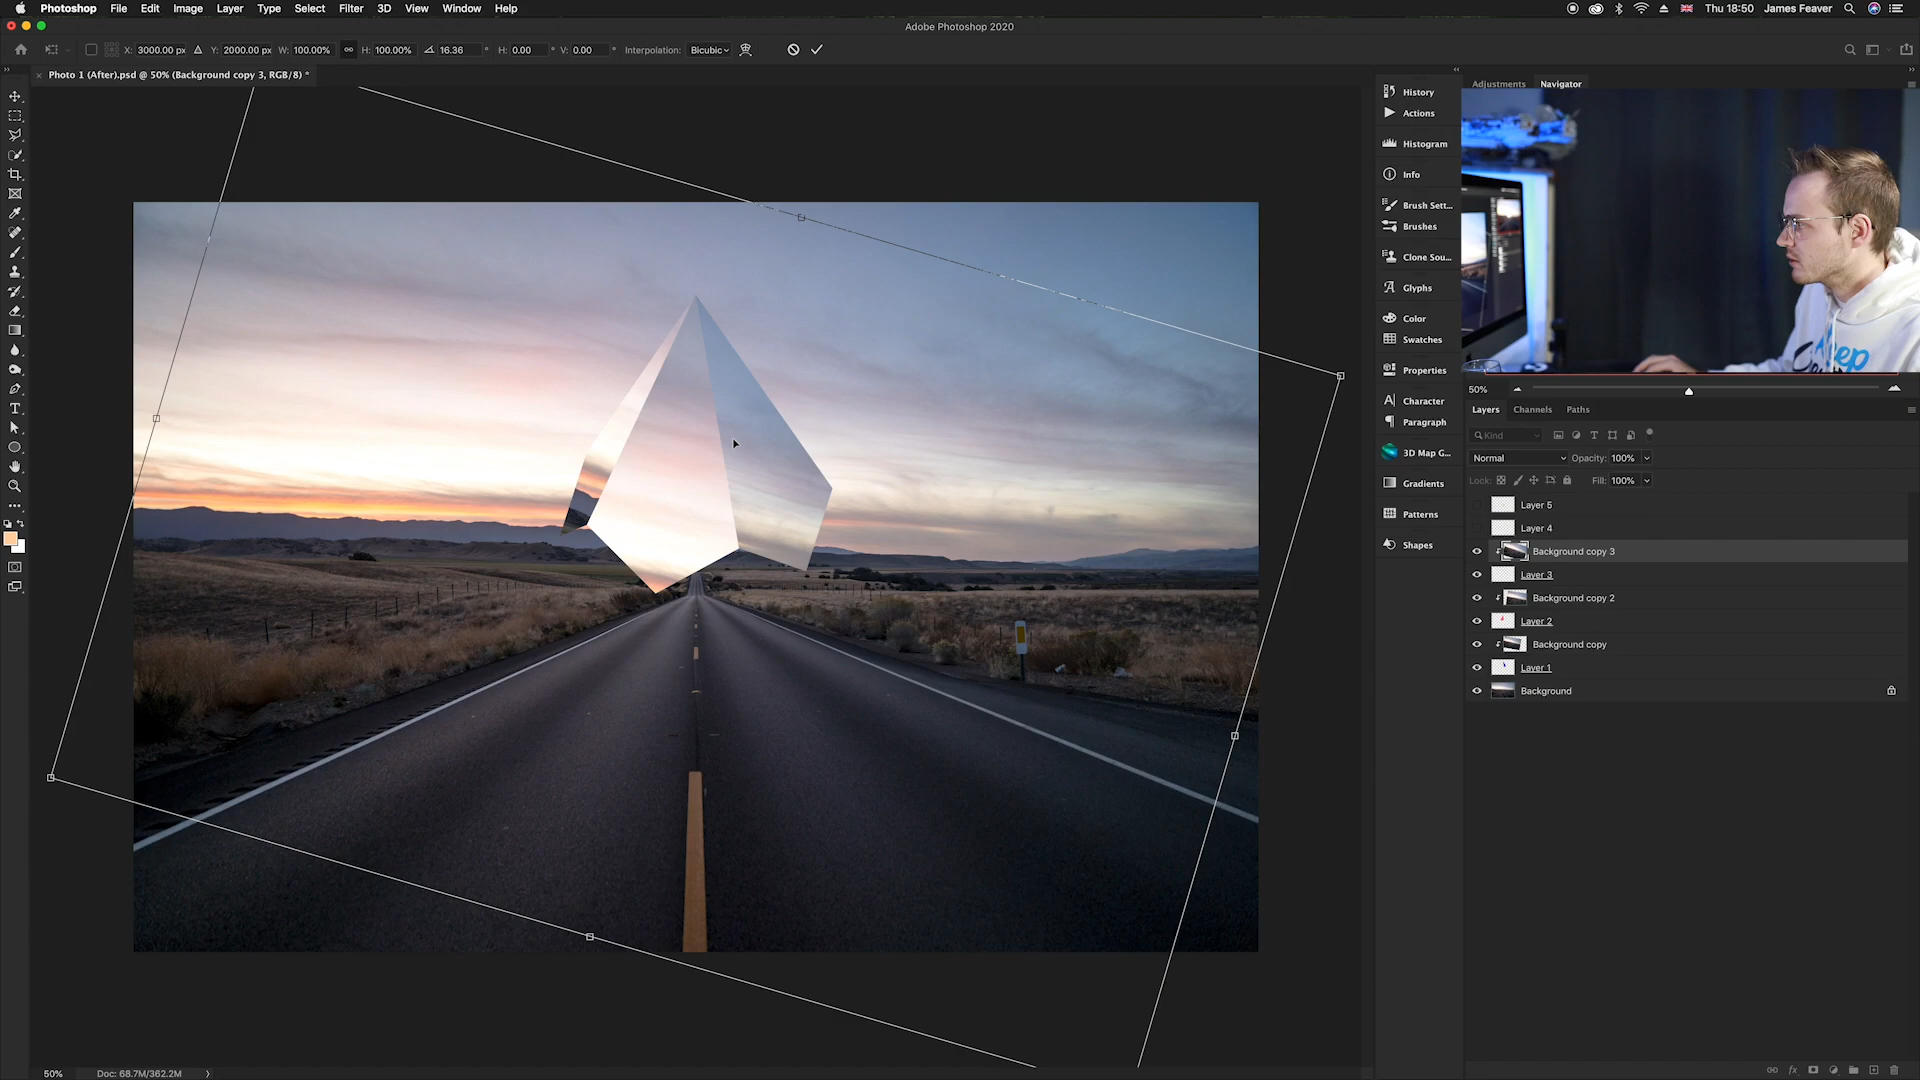 Photoshop File Edit Image Layer Type Select Filter 3D View Window Help Thu 18:50 James Feaver
Adobe Photoshop 2020
X: 3000.00 px Y: 2000.00 px W: 100.00% H: 100.00% 16.36 ° H: 0.00 ° V: 0.00 ° Interpolation: Bicubic
Photo 1 (After).psd @ 50% (Background copy 3, RGB/8) *
History
Actions
Histogram
Info
Brush Sett...
Brushes
Clone Sou...
Glyphs
Color
Swatches
Properties
Character
Paragraph
3D Map G...
Gradients
Patterns
Shapes
Adjustments Navigator
50%
Layers Channels Paths
Kind
Normal Opacity: 100%
Lock: Fill: 100%
Layer 5
Layer 4
Background copy 3
Layer 3
Background copy 2
Layer 2
Background copy
Layer 1
Background
50% Doc: 68.7M/362.2M